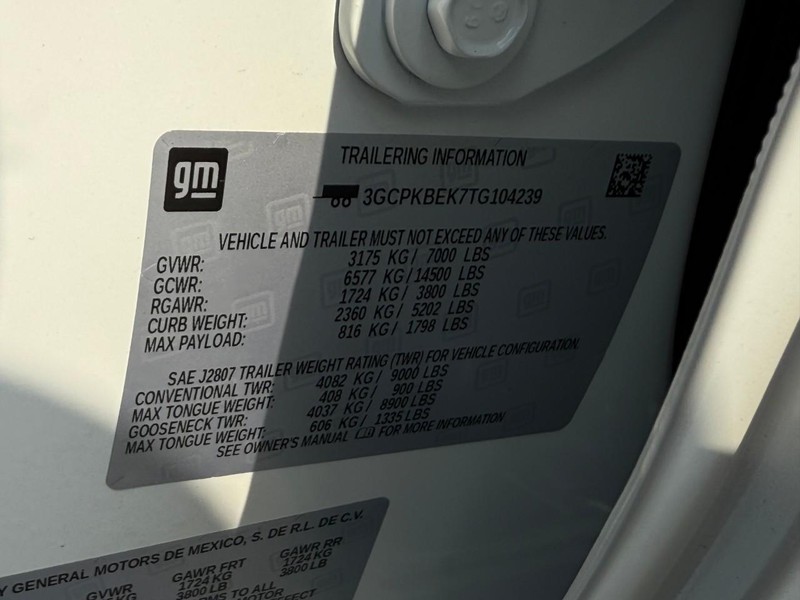 gm
TRAILERING INFORMATION
3GCPKBEK7TG104239
VEHICLE AND TRAILER MUST NOT EXCEED ANY OF THESE VALUES.
GVWR: 3175 KG / 7000 LBS
GCWR: 6577 KG / 14500 LBS
RGAWR: 1724 KG / 3800 LBS
CURB WEIGHT: 2360 KG / 5202 LBS
MAX PAYLOAD: 816 KG / 1798 LBS
SAE J2807 TRAILER WEIGHT RATING (TWR) FOR VEHICLE CONFIGURATION.
CONVENTIONAL TWR: 4082 KG / 9000 LBS
MAX TONGUE WEIGHT: 408 KG / 900 LBS
GOOSENECK TWR: 4037 KG / 8900 LBS
MAX TONGUE WEIGHT: 606 KG / 1335 LBS
SEE OWNER'S MANUAL FOR MORE INFORMATION
Y GENERAL MOTORS DE MEXICO, S. DE R.L. DE C.V.
GVWR GAWR FRT GAWR RR
KG 1724 KG 1724 KG
3800 LB 3800 LB
TO ALL